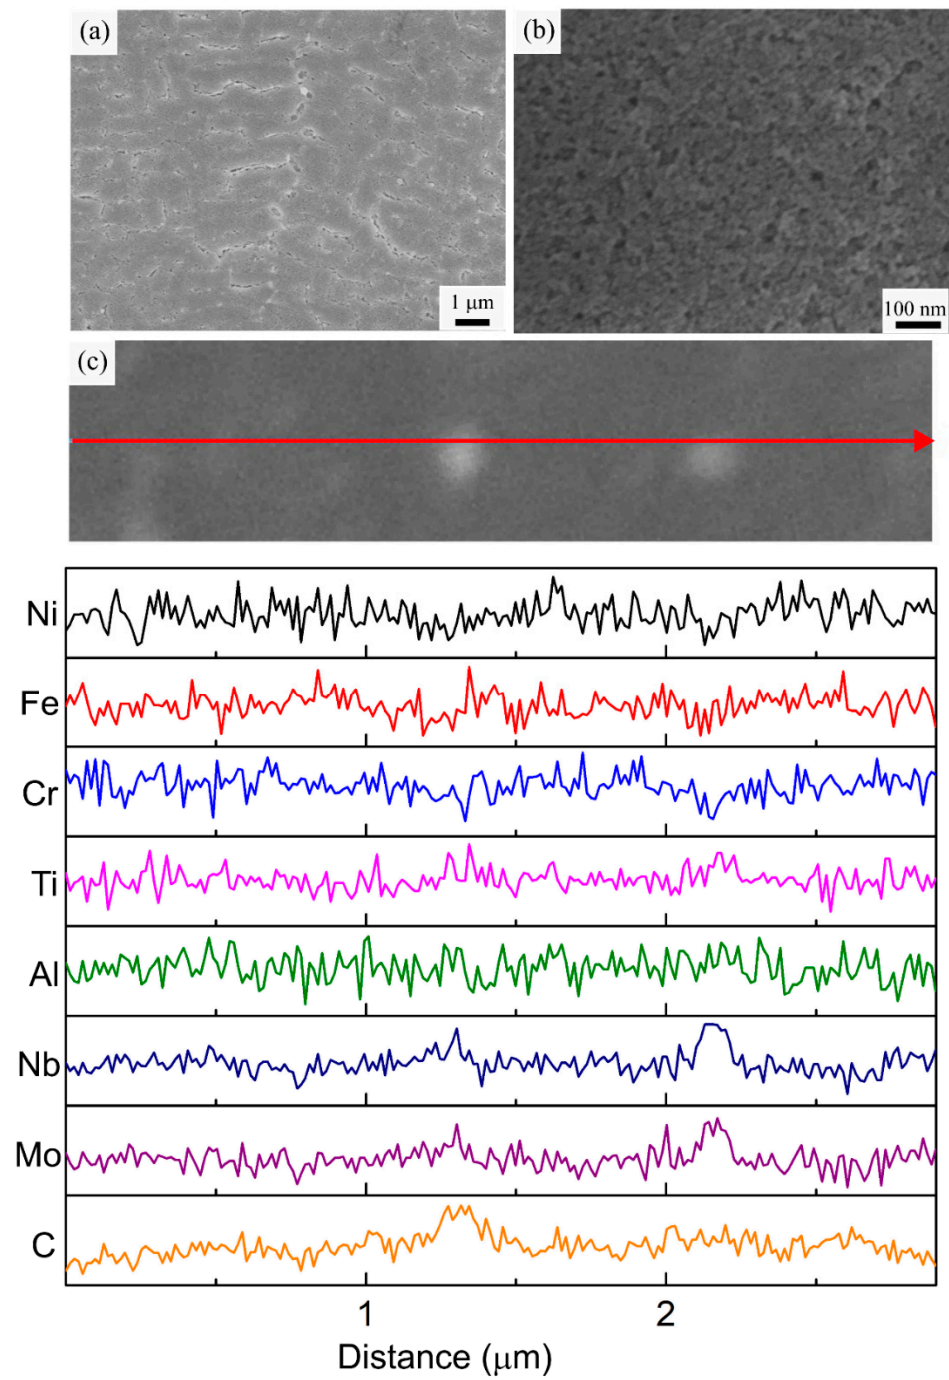 (a)
(b)
1 μm
100 nm
(c)
Ni
Fe
Cr
Ti
Al
Nb
Mo
C
1 2
Distance (μm)